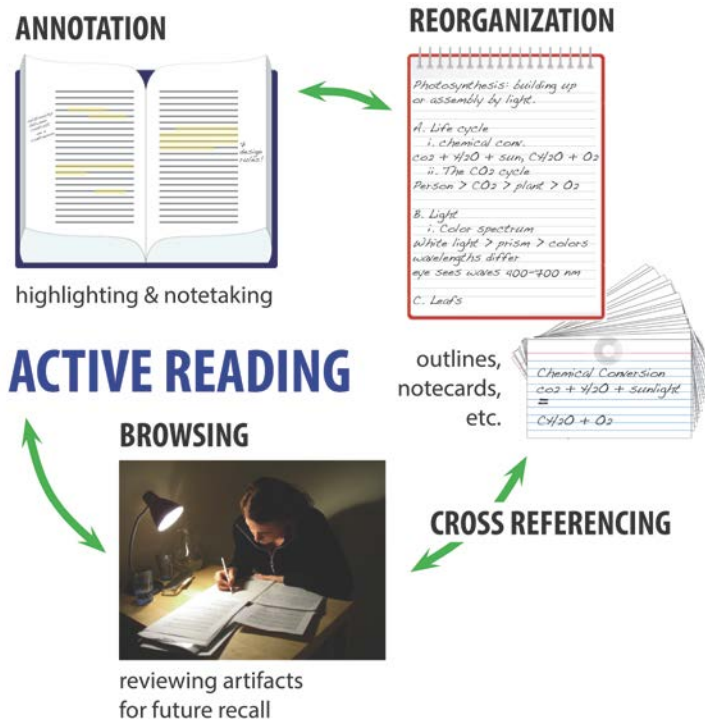 ANNOTATION
REORGANIZATION
Photosynthesis: building up
or assembly by light.
A. Life cycle
i. chemical conv.
co2 + H2O + sun, CH2O + O2
ii. The CO2 cycle
Person > CO2 > plant > O2
B. Light
i. Color spectrum
White light > prism > colors
wavelengths differ
eye sees waves 400-700 nm
C. Leafs
7
design
rules!
highlighting & notetaking
ACTIVE READING
outlines,
notecards,
etc.
Chemical Conversion
co2 + H2O + sunlight
=
CH2O + O2
BROWSING
CROSS REFERENCING
reviewing artifacts
for future recall